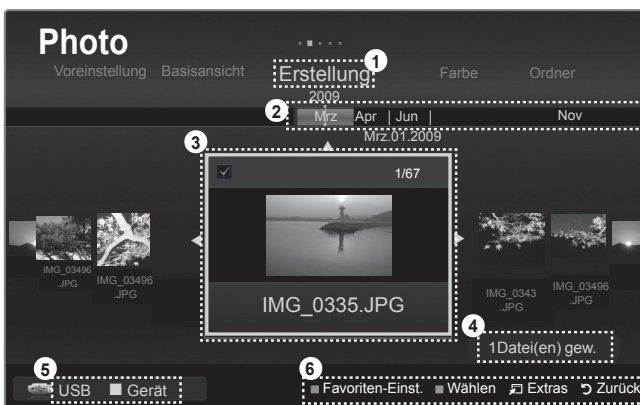 Photo
Voreinstellung Basisansicht Erstellung Farbe Ordner
1
2009
2
Mrz Apr Jun Nov
Mrz.01.2009
3
1/67
IMG_03496
.JPG
IMG_03496
.JPG
IMG_0335.JPG
IMG_0343
.JPG
IMG_03496
.JPG
4
1Datei(en) gew.
5
USB Gerät
6
Favoriten-Einst. Wählen Extras Zurück